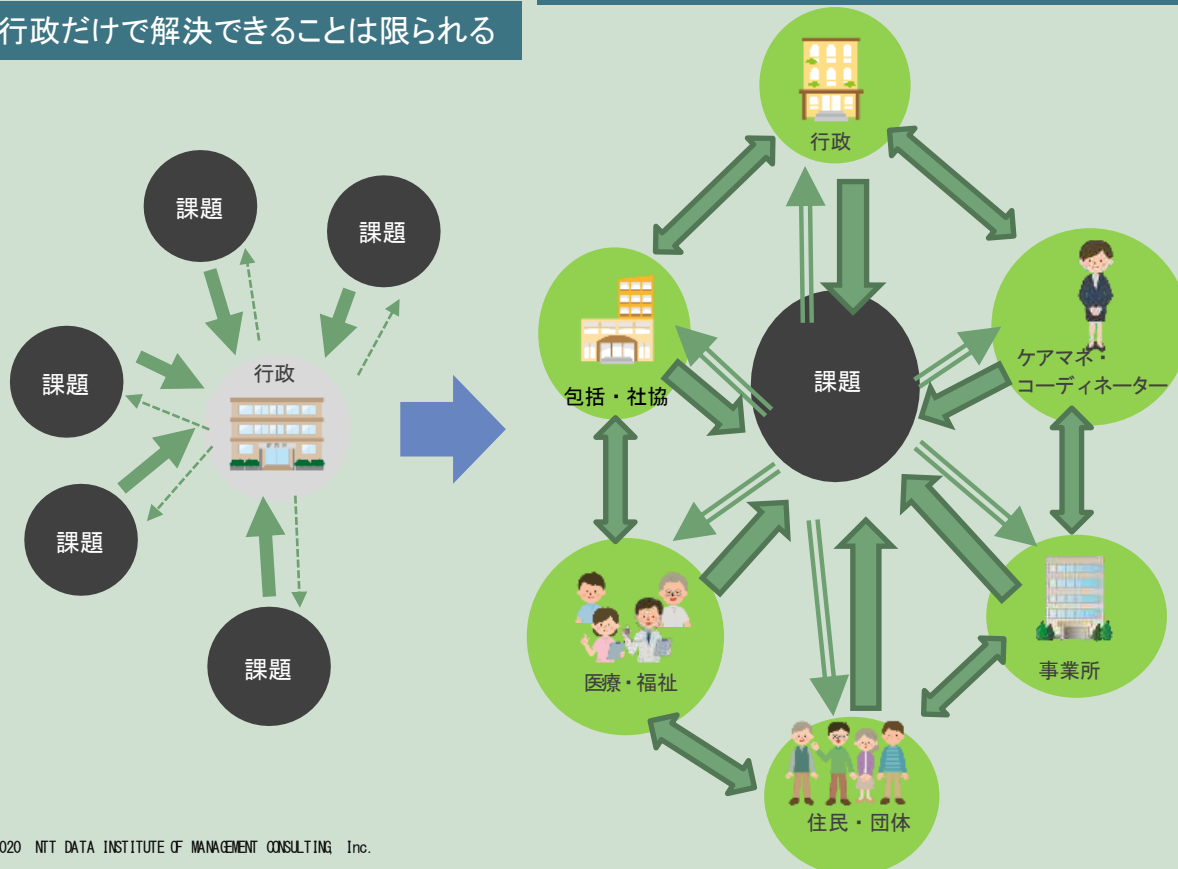 行政だけで解決できることは限られる
課題
課題
課題
課題
課題
行政
行政
包括・社協
課題
ケアマネ・
コーディネーター
医療・福祉
事業所
住民・団体
020 NTT DATA INSTITUTE OF MANAGEMENT CONSULTING, Inc.